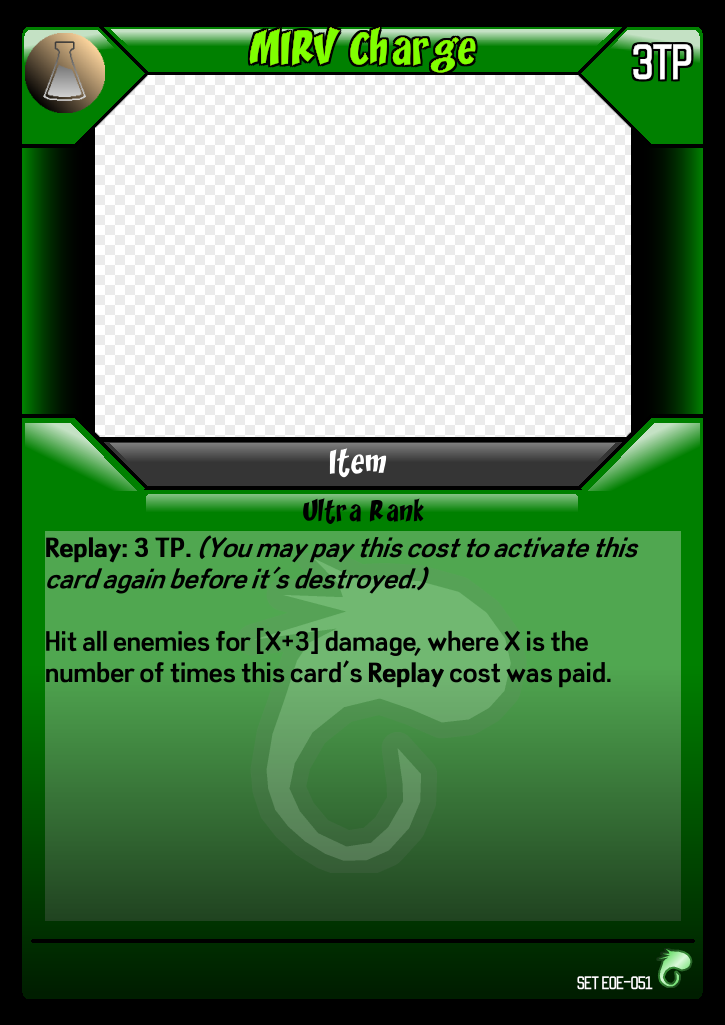 MIRV Charge
3TP
Item
Ultra Rank
Replay: 3 TP. (You may pay this cost to activate this
card again before it's destroyed.)
Hit all enemies for [X+3] damage, where X is the
number of times this card's Replay cost was paid.
SET EOE-051